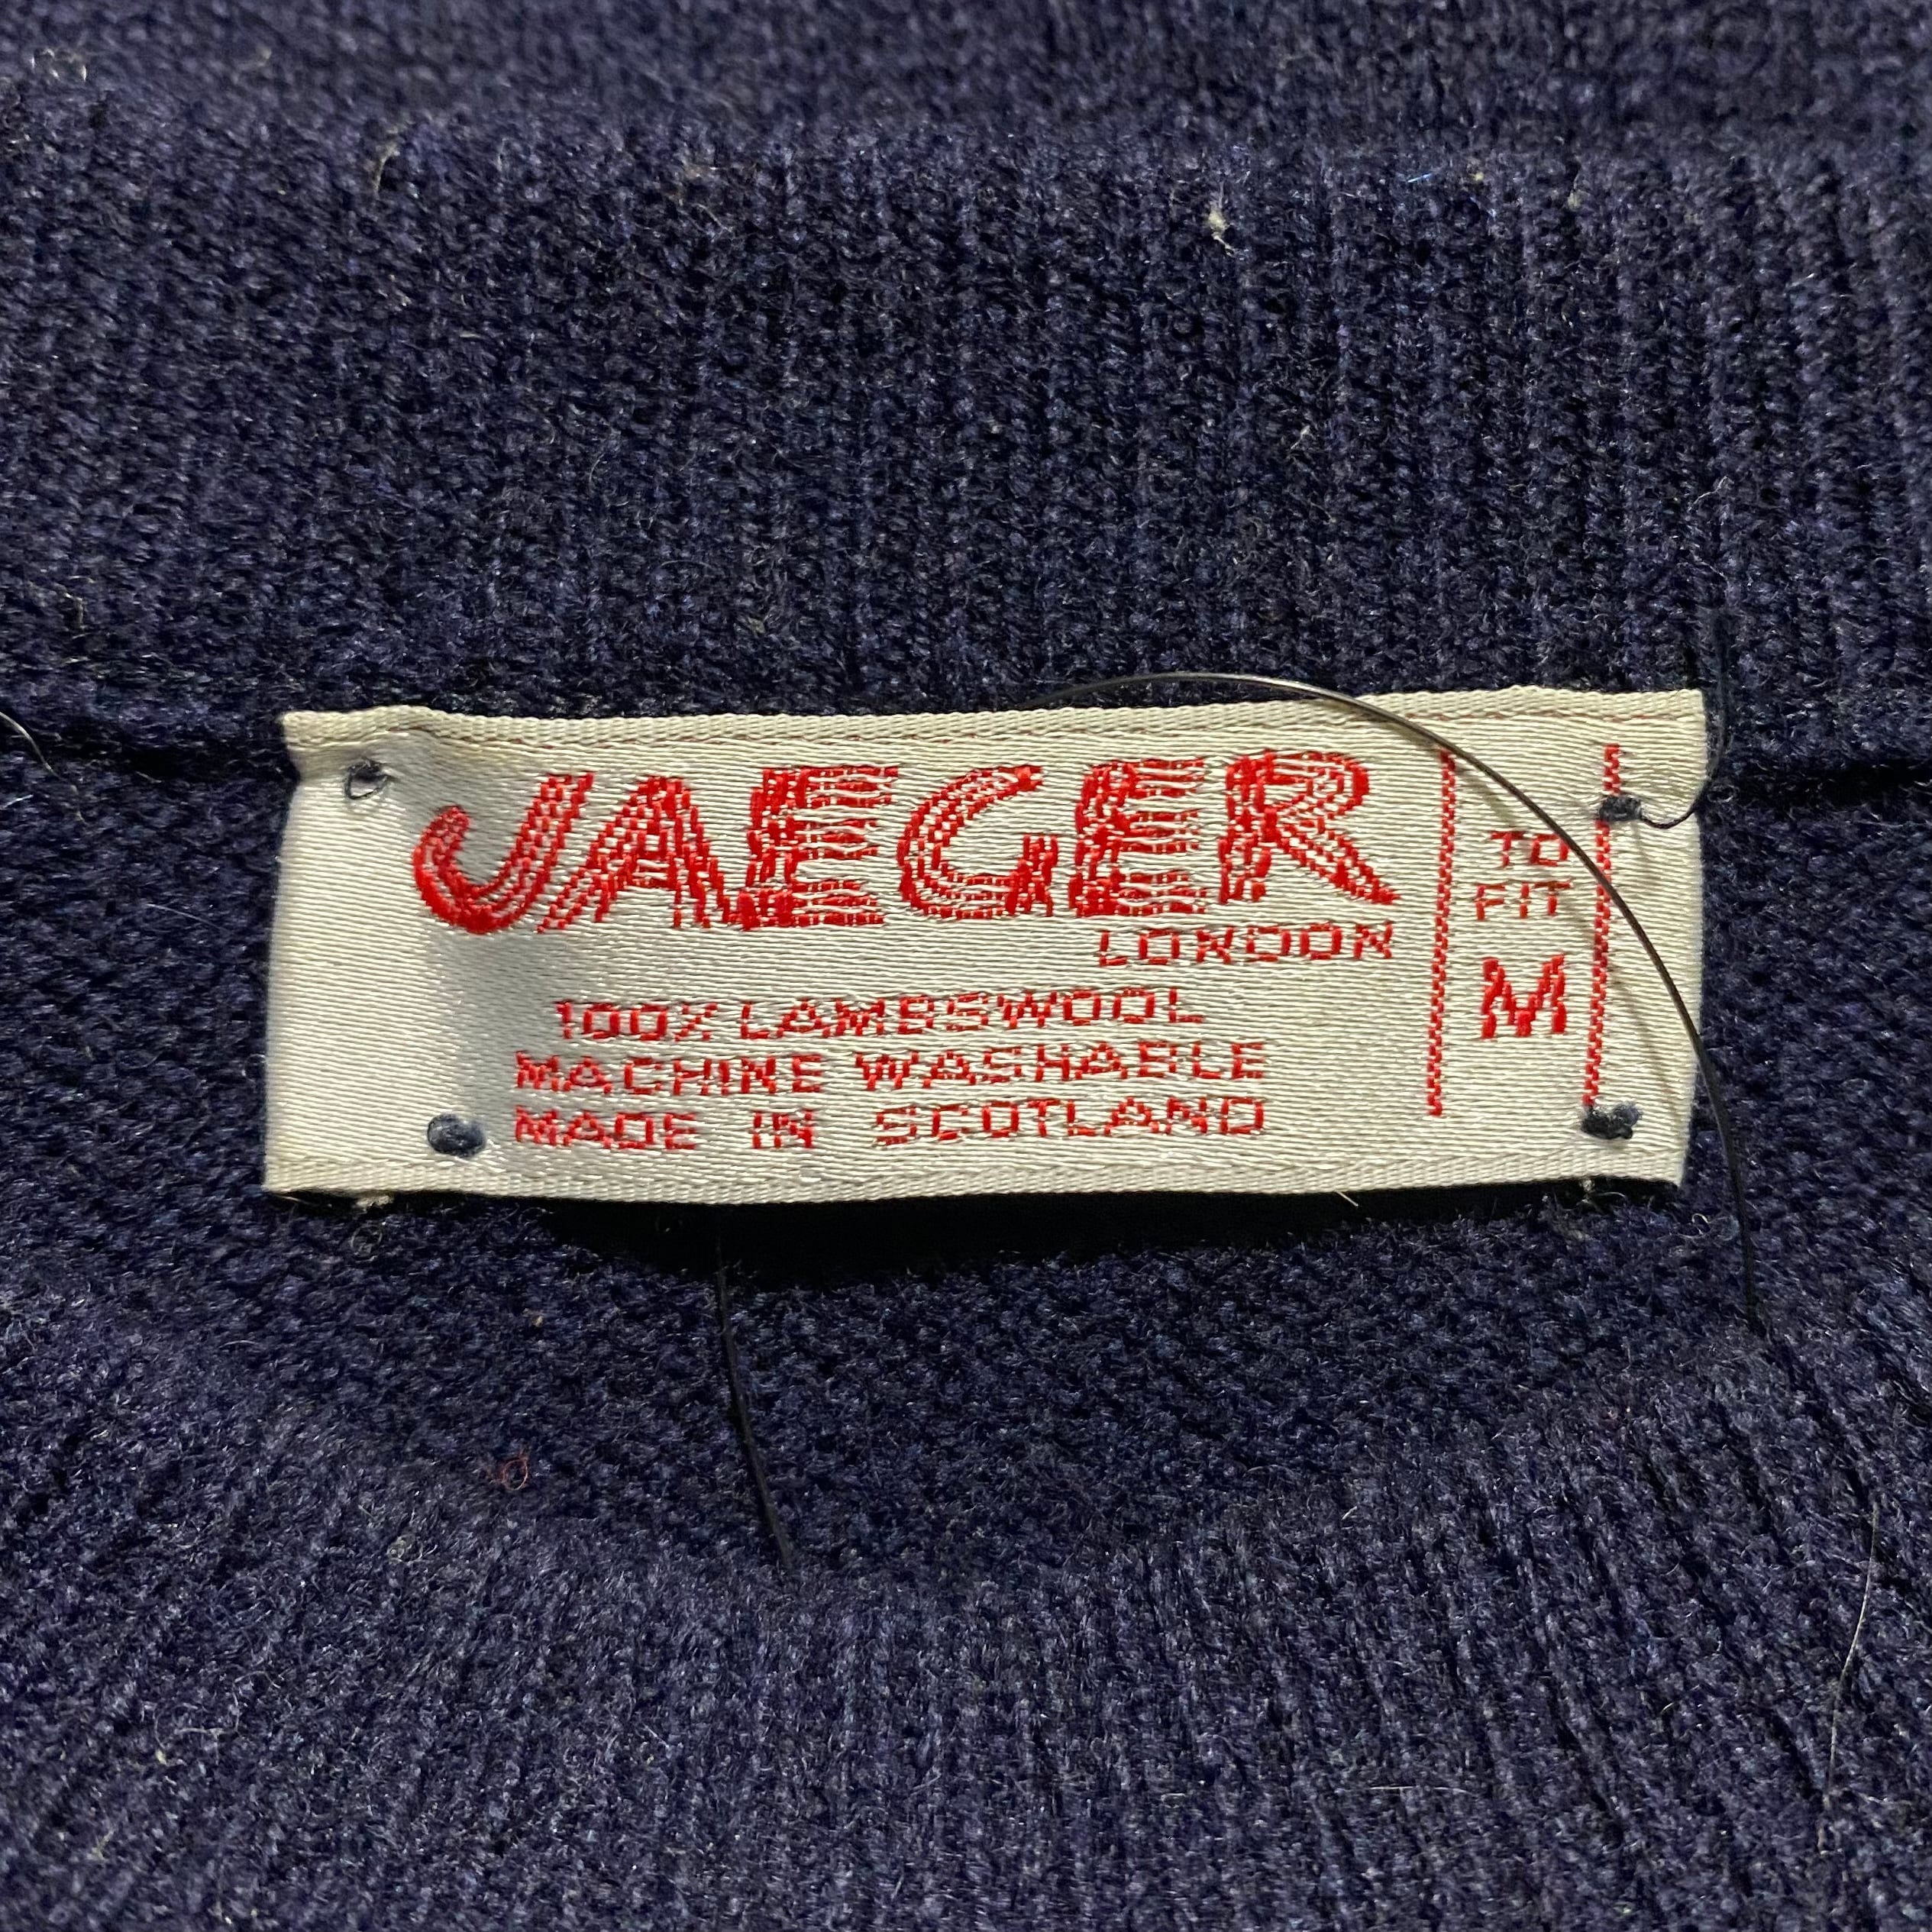 JAEGER
LONDON
100% LAMBSWOOL
MACHINE WASHABLE
MADE IN SCOTLAND
TO
FIT
M